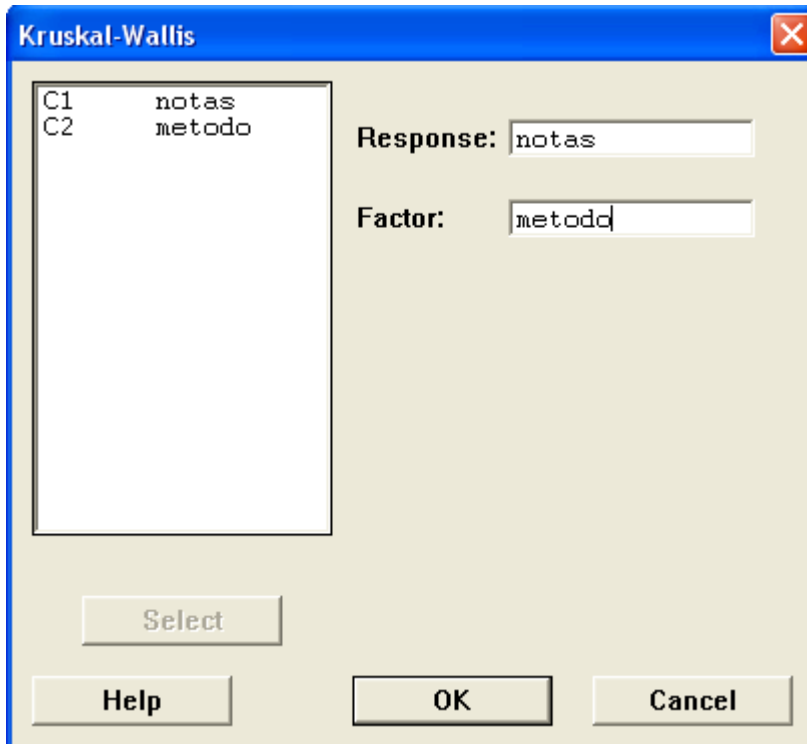 Kruskal-Wallis
C1 notas
C2 metodo
Response: notas
Factor: metodo
Select
Help OK Cancel